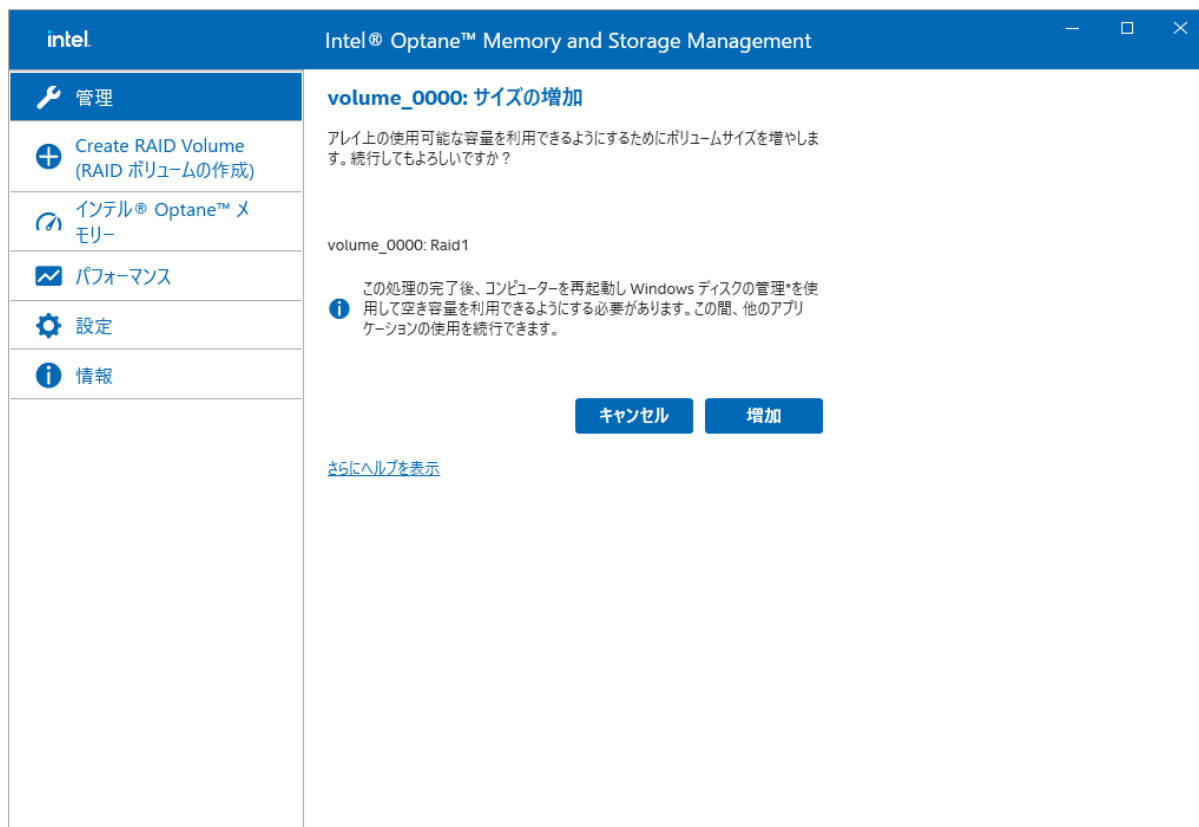 intel.
Intel® Optane™ Memory and Storage Management
管理
Create RAID Volume
(RAID ボリュームの作成)
インテル® Optane™ メ
モリー
パフォーマンス
設定
情報
volume_0000: サイズの増加
アレイ上の使用可能な容量を利用できるようにするためにボリュームサイズを増やしま
す。続行してもよろしいですか？
volume_0000: Raid1
この処理の完了後、コンピューターを再起動し Windows ディスクの管理*を使
用して空き容量を利用できるようにする必要があります。この間、他のアプリ
ケーションの使用を続行できます。
キャンセル
増加
さらにヘルプを表示